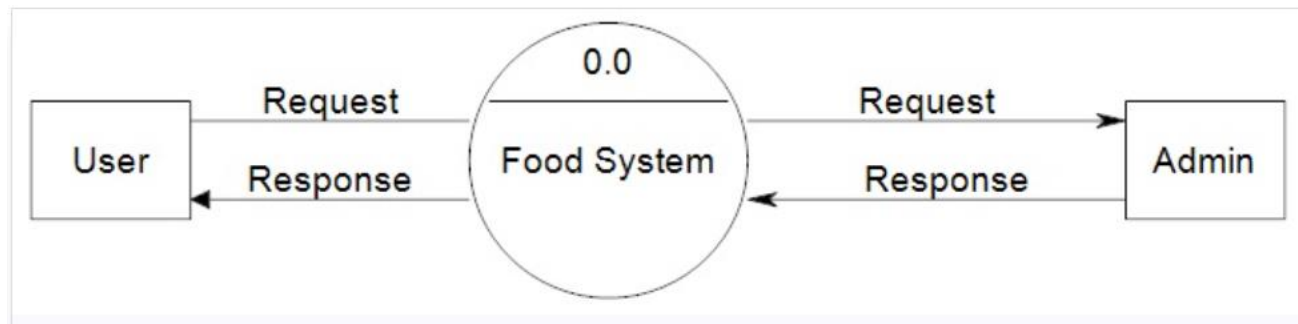 0.0
Request
Request
User
Food System
Admin
Response
Response